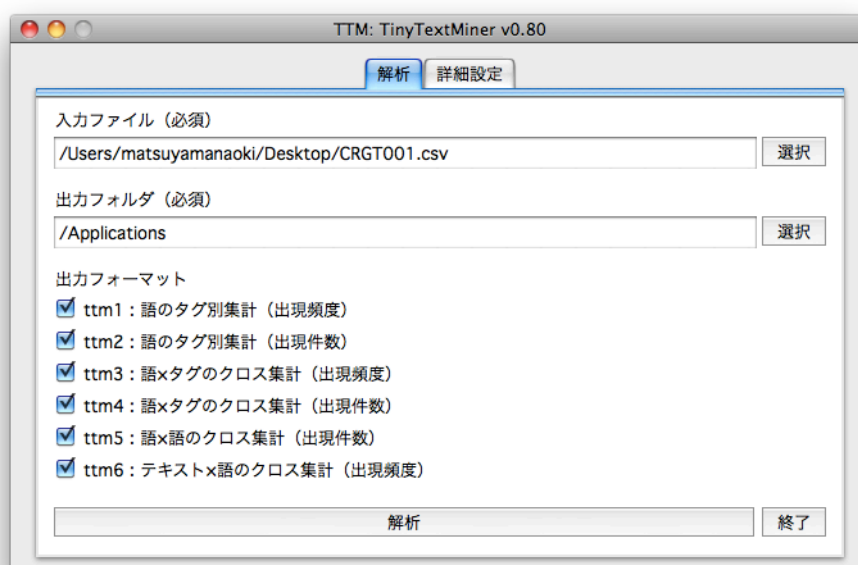 TTM: TinyTextMiner v0.80
解析 詳細設定
入力ファイル（必須）
/Users/matsuyamanaoki/Desktop/CRGT001.csv 選択
出力フォルダ（必須）
/Applications 選択
出力フォーマット
ttm1：語のタグ別集計（出現頻度）
ttm2：語のタグ別集計（出現件数）
ttm3：語×タグのクロス集計（出現頻度）
ttm4：語×タグのクロス集計（出現件数）
ttm5：語×語のクロス集計（出現件数）
ttm6：テキスト×語のクロス集計（出現頻度）
解析 終了